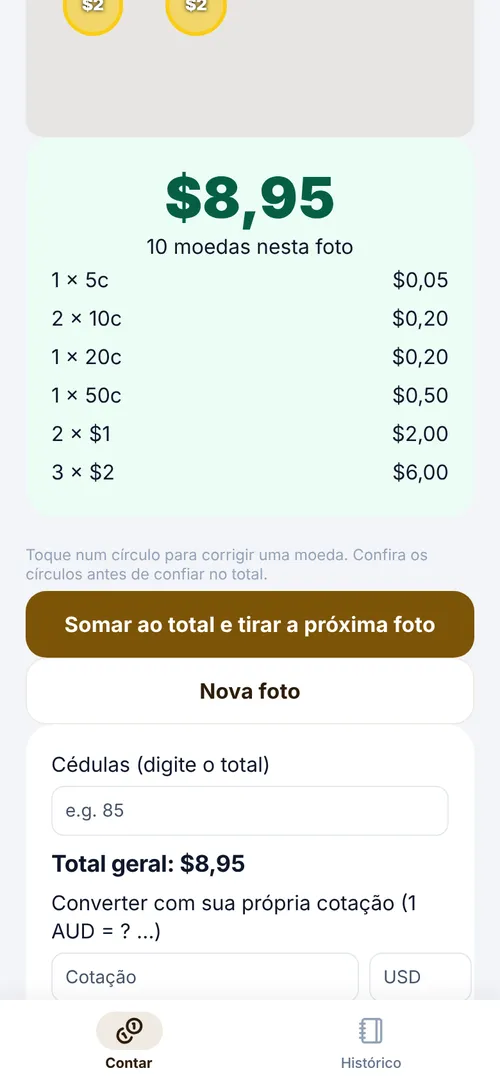 $2 $2
$8,95
10 moedas nesta foto
1 × 5c $0,05
2 × 10c $0,20
1 × 20c $0,20
1 × 50c $0,50
2 × $1 $2,00
3 × $2 $6,00
Toque num círculo para corrigir uma moeda. Confira os
círculos antes de confiar no total.
Somar ao total e tirar a próxima foto
Nova foto
Cédulas (digite o total)
e.g. 85
Total geral: $8,95
Converter com sua própria cotação (1
AUD = ? …)
Cotação USD
Contar Histórico